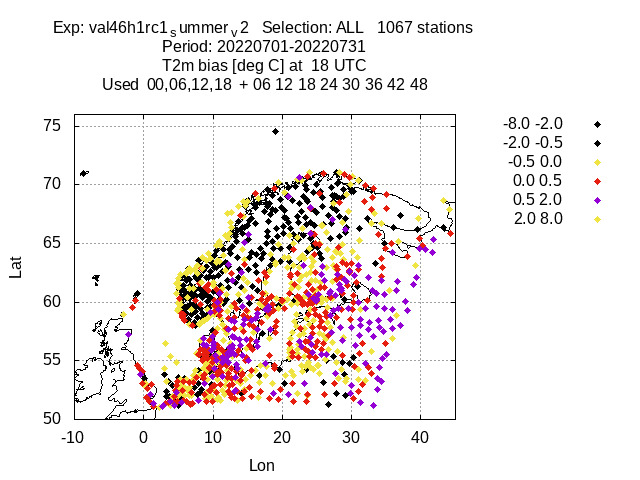 Exp: val46h1rc1summerv2 Selection: ALL 1067 stations
Period: 20220701-20220731
T2m bias [deg C] at 18 UTC
Used 00,06,12,18 + 06 12 18 24 30 36 42 48
-8.0 -2.0
-2.0 -0.5
-0.5 0.0
0.0 0.5
0.5 2.0
2.0 8.0
75
70
65
60
55
50
Lat
-10 0 10 20 30 40
Lon